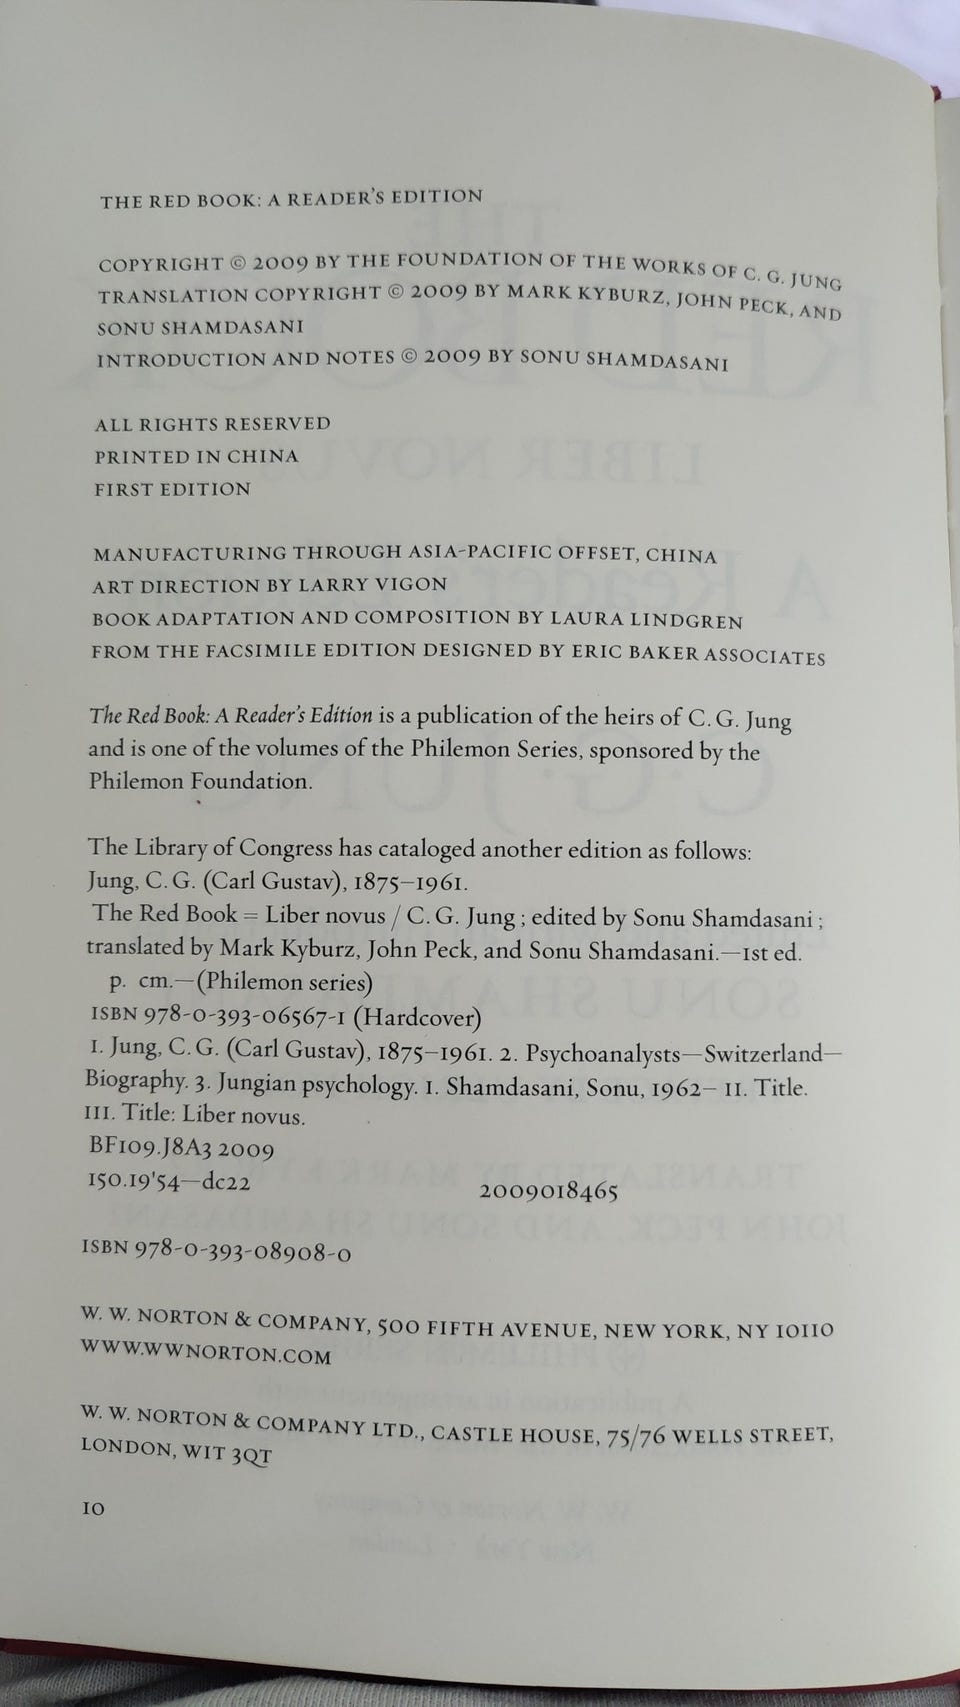 THE RED BOOK: A READER'S EDITION
COPYRIGHT © 2009 BY THE FOUNDATION OF THE WORKS OF C. G. JUNG
TRANSLATION COPYRIGHT © 2009 BY MARK KYBURZ, JOHN PECK, AND
SONU SHAMDASANI
INTRODUCTION AND NOTES © 2009 BY SONU SHAMDASANI
ALL RIGHTS RESERVED
PRINTED IN CHINA
FIRST EDITION
MANUFACTURING THROUGH ASIA-PACIFIC OFFSET, CHINA
ART DIRECTION BY LARRY VIGON
BOOK ADAPTATION AND COMPOSITION BY LAURA LINDGREN
FROM THE FACSIMILE EDITION DESIGNED BY ERIC BAKER ASSOCIATES
The Red Book: A Reader's Edition is a publication of the heirs of C. G. Jung
and is one of the volumes of the Philemon Series, sponsored by the
Philemon Foundation.
The Library of Congress has cataloged another edition as follows:
Jung, C. G. (Carl Gustav), 1875–1961.
The Red Book = Liber novus / C. G. Jung ; edited by Sonu Shamdasani ;
translated by Mark Kyburz, John Peck, and Sonu Shamdasani.—1st ed.
p. cm.—(Philemon series)
ISBN 978-0-393-06567-1 (Hardcover)
1. Jung, C. G. (Carl Gustav), 1875–1961. 2. Psychoanalysts—Switzerland—
Biography. 3. Jungian psychology. I. Shamdasani, Sonu, 1962– II. Title.
III. Title: Liber novus.
BF109.J8A3 2009
150.19'54—dc22 2009018465
ISBN 978-0-393-08908-0
W. W. NORTON & COMPANY, 500 FIFTH AVENUE, NEW YORK, NY 10110
WWW.WWNORTON.COM
W. W. NORTON & COMPANY LTD., CASTLE HOUSE, 75/76 WELLS STREET,
LONDON, W1T 3QT
10